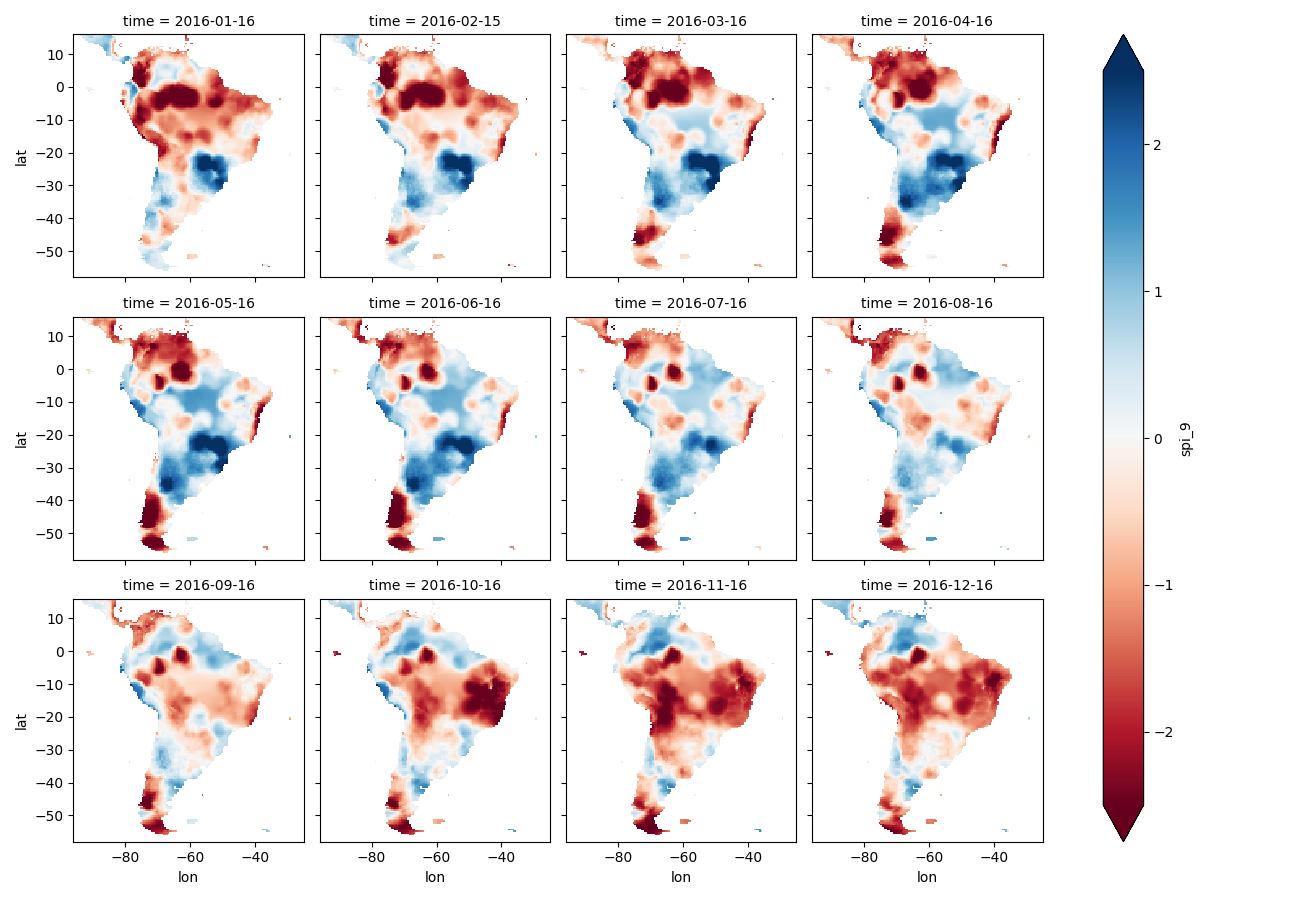 time = 2016-01-16
time = 2016-02-15
time = 2016-03-16
time = 2016-04-16
10
0
−10
−20
−30
−40
−50
lat
time = 2016-05-16
time = 2016-06-16
time = 2016-07-16
time = 2016-08-16
10
0
−10
−20
−30
−40
−50
lat
time = 2016-09-16
time = 2016-10-16
time = 2016-11-16
time = 2016-12-16
10
0
−10
−20
−30
−40
−50
lat
−80 −60 −40
lon
−80 −60 −40
lon
−80 −60 −40
lon
−80 −60 −40
lon
2
1
0
−1
−2
spi_9